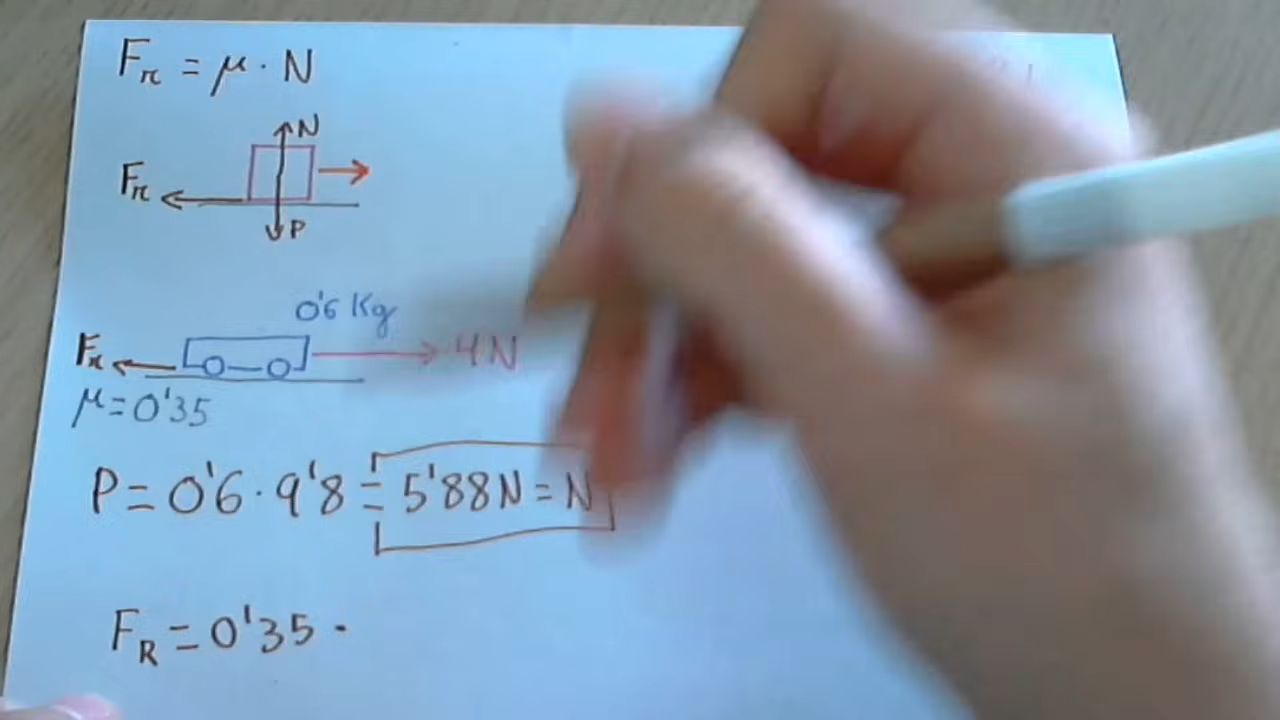 Fr = μ · N
N
Fr
P
0'6 Kg
Fr
4N
μ=0'35
P = 0'6 · 9'8 = 5'88N = N
FR = 0'35 ·